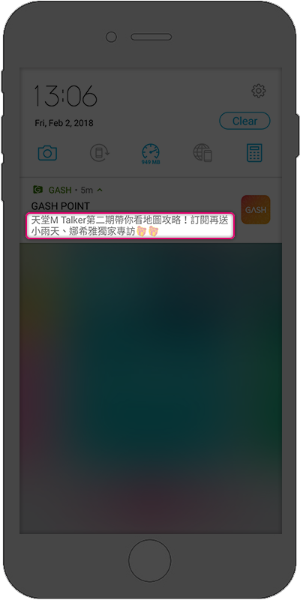 13:06
Fri, Feb 2, 2018
Clear
GASH • 5m
GASH POINT
天堂M Talker第二期帶你看地圖攻略！訂閱再送
小雨天、娜希雅獨家專訪
GASH